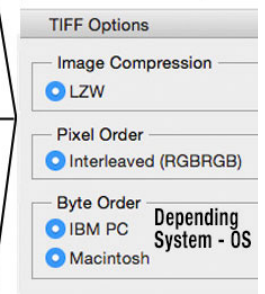 TIFF Options
Image Compression
LZW
Pixel Order
Interleaved (RGBRGB)
Byte Order
IBM PC
Macintosh
Depending
System - OS